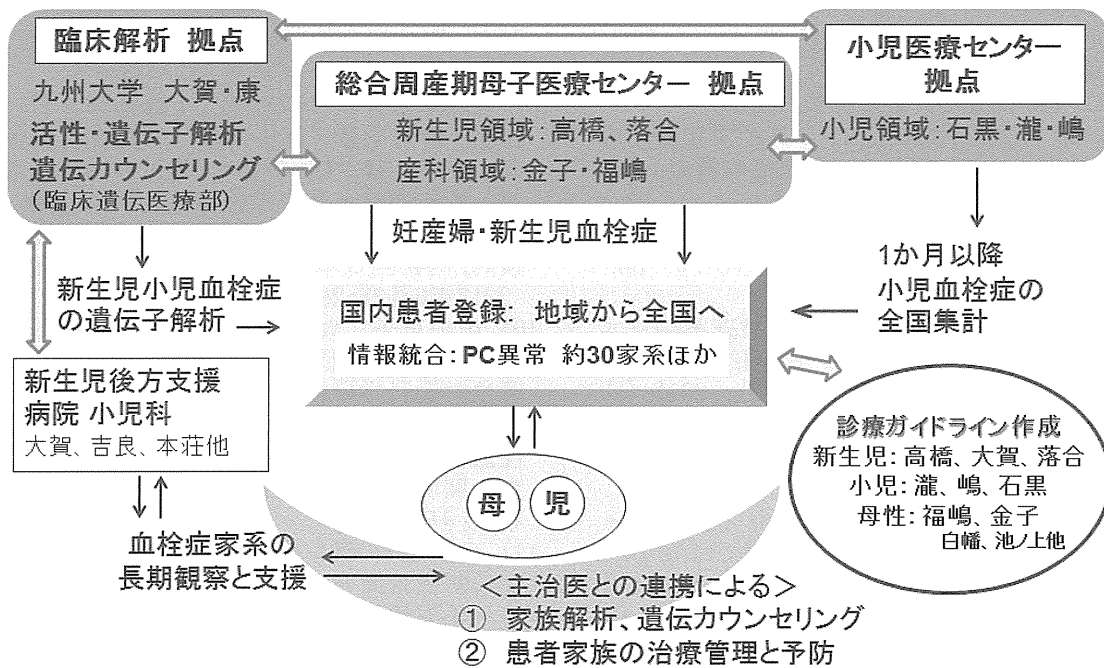 臨床解析 拠点
九州大学 大賀・康
活性・遺伝子解析
遺伝カウンセリング
(臨床遺伝医療部)
総合周産期母子医療センター 拠点
新生児領域：高橋、落合
産科領域：金子・福嶋
小児医療センター
拠点
小児領域：石黒・瀧・嶋
妊産婦・新生児血栓症
新生児小児血栓症
の遺伝子解析
1か月以降
小児血栓症の
全国集計
国内患者登録： 地域から全国へ
情報統合：PC異常 約30家系ほか
新生児後方支援
病院 小児科
大賀、吉良、本荘他
診療ガイドライン作成
新生児：高橋、大賀、落合
小児：瀧、嶋、石黒
母性：福嶋、金子
白幡、池ノ上他
母 児
血栓症家系の
長期観察と支援
＜主治医との連携による＞
① 家族解析、遺伝カウンセリング
② 患者家族の治療管理と予防